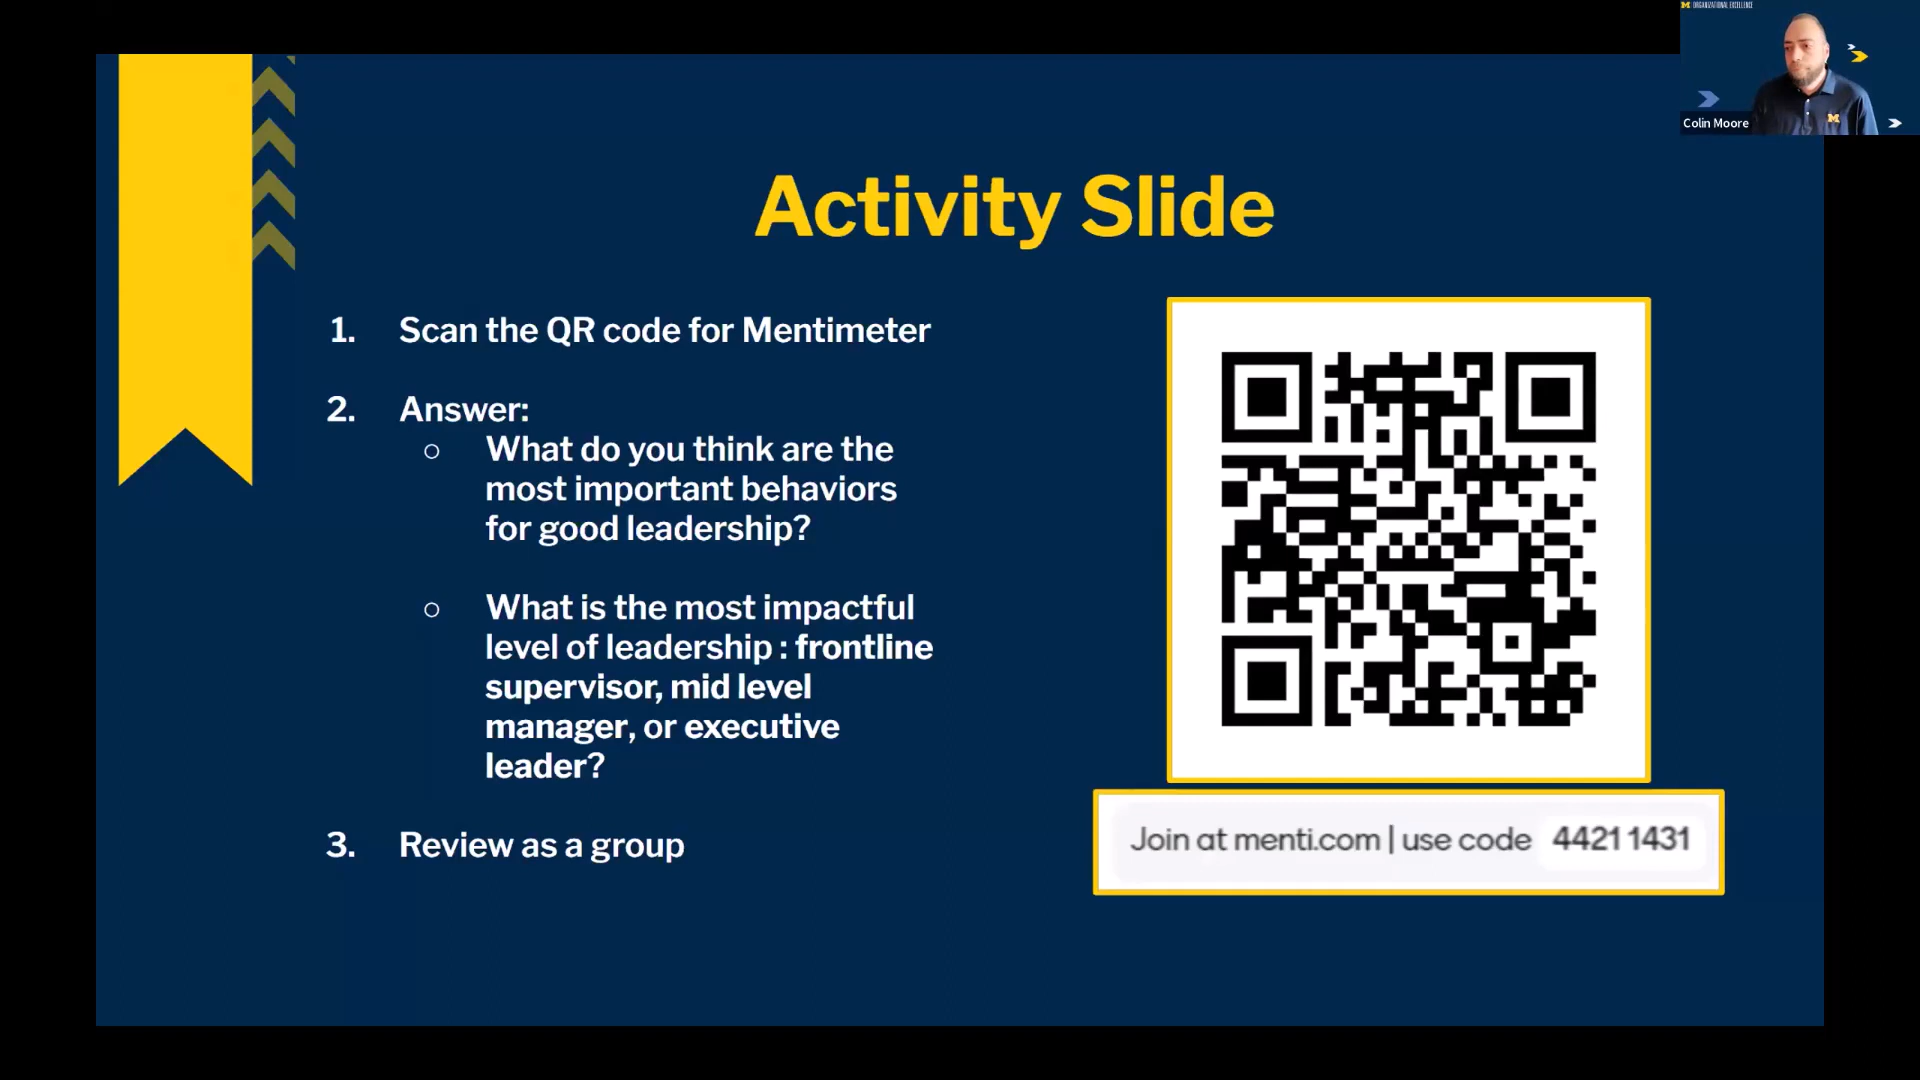 M ORGANIZATIONAL EXCELLENCE
Colin Moore
M
Activity Slide
1. Scan the QR code for Mentimeter
2. Answer:
○ What do you think are the
most important behaviors
for good leadership?
○ What is the most impactful
level of leadership : frontline
supervisor, mid level
manager, or executive
leader?
3. Review as a group
Join at menti.com | use code 4421 1431